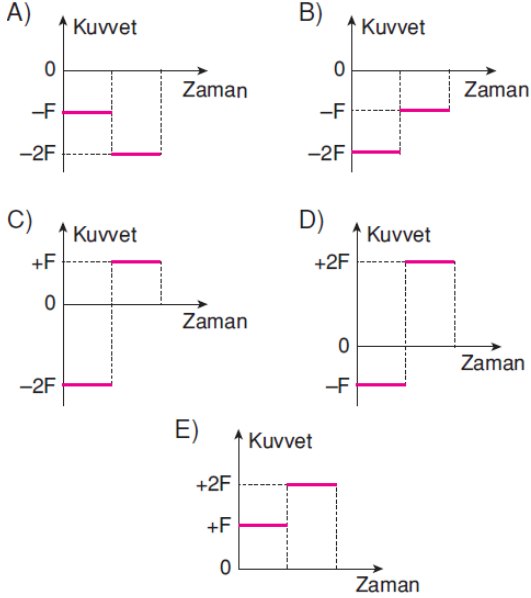 A)
Kuvvet
0
Zaman
–F
–2F
B)
Kuvvet
0
Zaman
–F
–2F
C)
Kuvvet
+F
0
Zaman
–2F
D)
Kuvvet
+2F
0
Zaman
–F
E)
Kuvvet
+2F
+F
0
Zaman